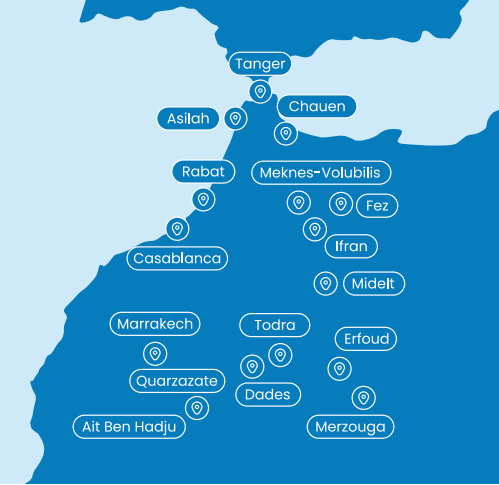 Tanger
Chauen
Asilah
Rabat
Meknes-Volubilis
Fez
Ifran
Casablanca
Midelt
Marrakech
Todra
Erfoud
Quarzazate
Dades
Ait Ben Hadju
Merzouga